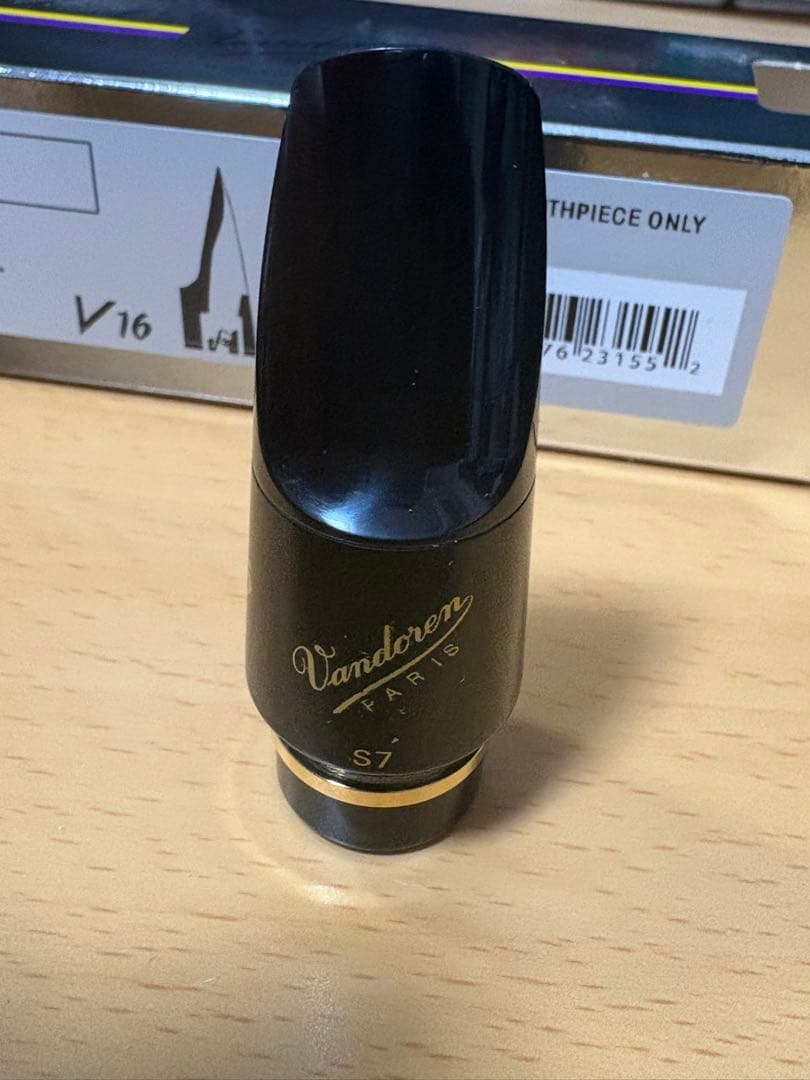 V16
THPIECE ONLY
76 23155 2
Vandoren
PARIS
S7